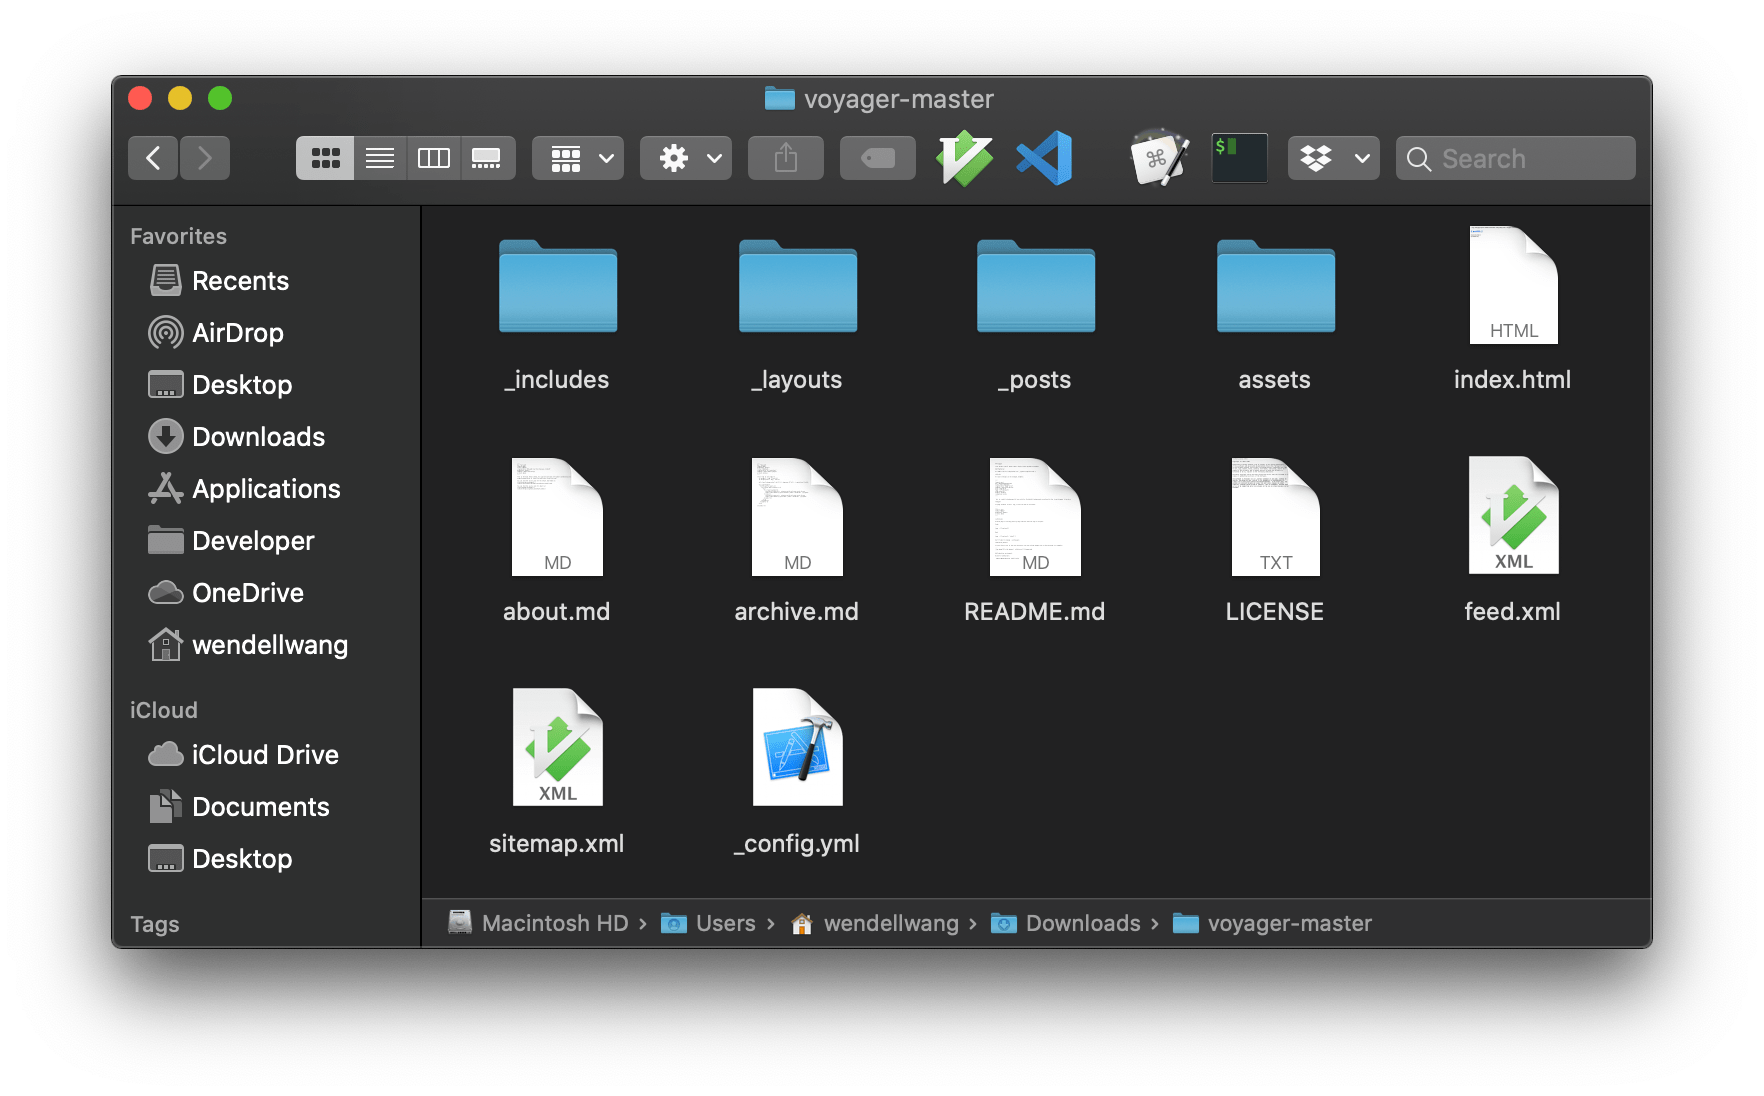 voyager-master
$
Search
Favorites
Recents
AirDrop
Desktop
Downloads
Applications
Developer
OneDrive
wendellwang
iCloud
iCloud Drive
Documents
Desktop
Tags
HTML
_includes
_layouts
_posts
assets
index.html
MD
MD
MD
TXT
XML
about.md
archive.md
README.md
LICENSE
feed.xml
XML
sitemap.xml
_config.yml
Macintosh HD › Users › wendellwang › Downloads › voyager-master